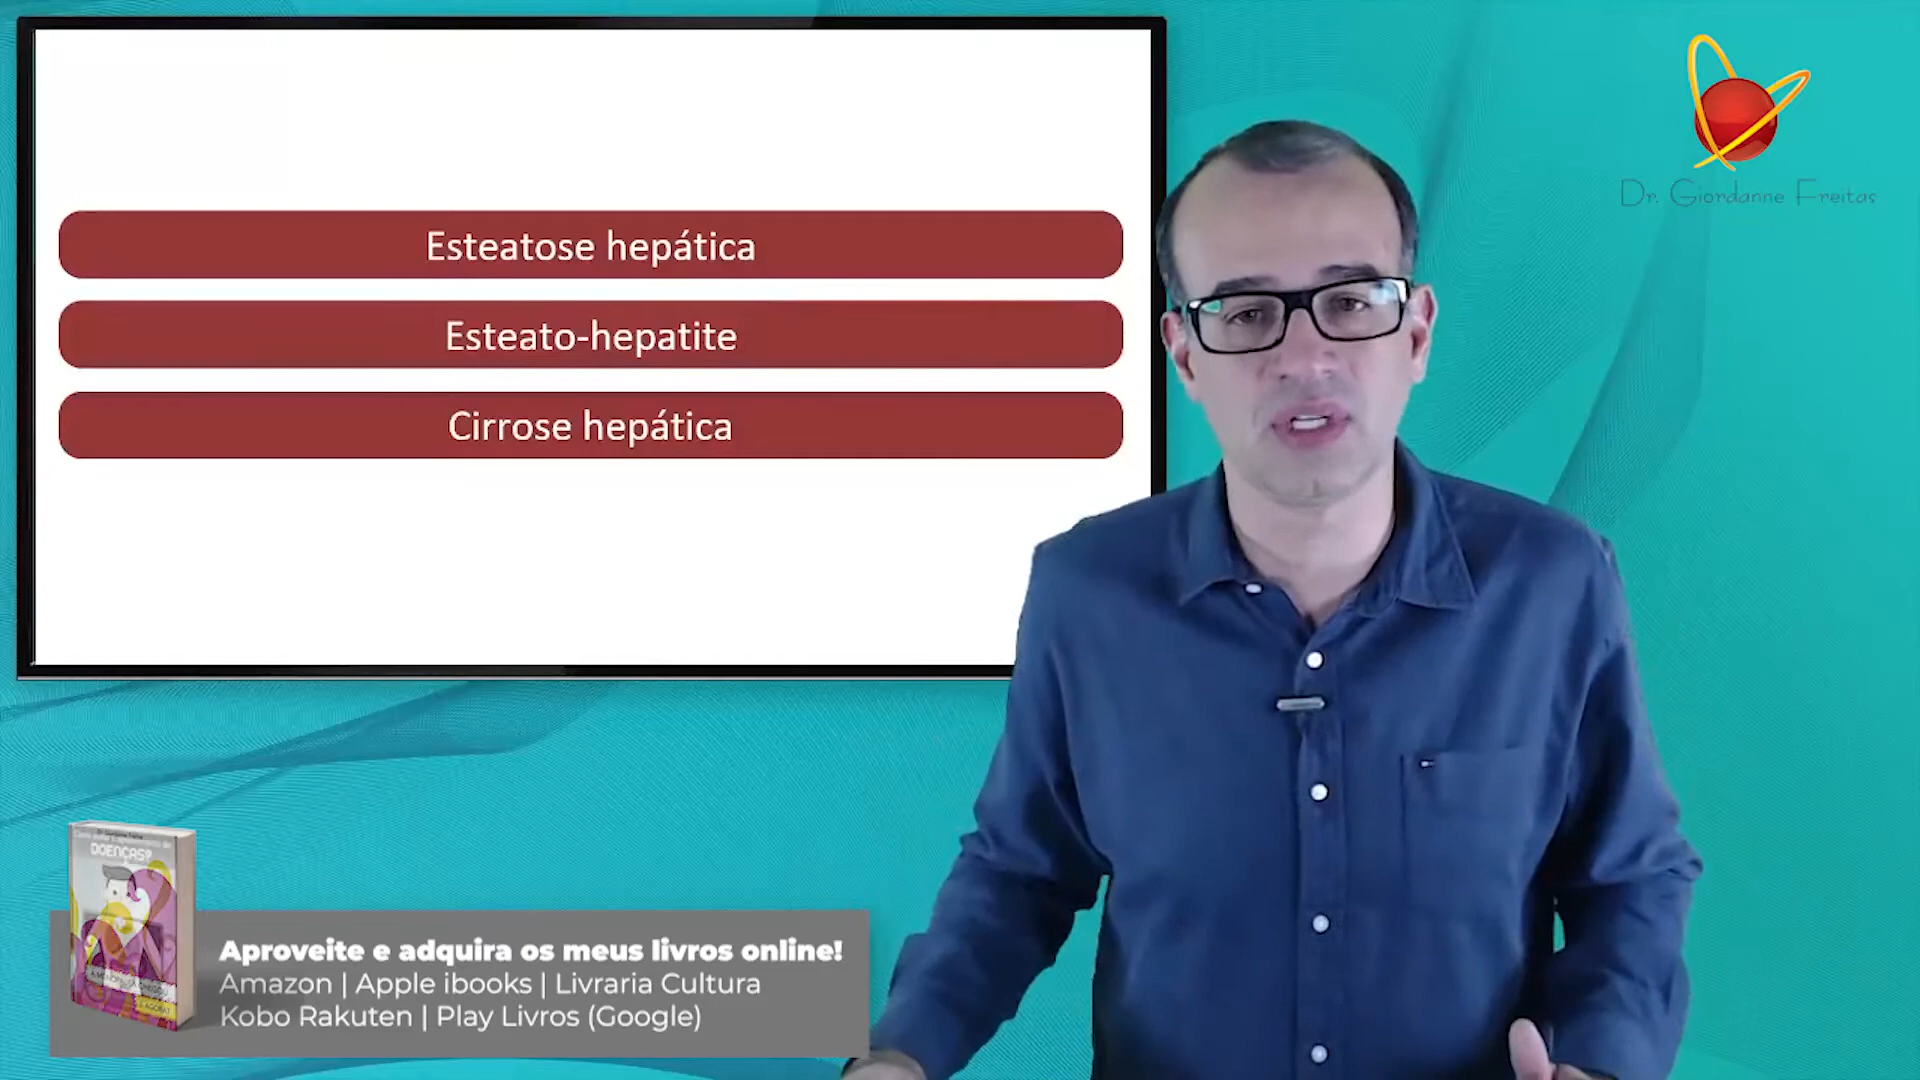 Esteatose hepática
Esteato-hepatite
Cirrose hepática
Dr. Giordanne Freitas
DOENÇAS?
Aproveite e adquira os meus livros online!
Amazon | Apple ibooks | Livraria Cultura
Kobo Rakuten | Play Livros (Google)